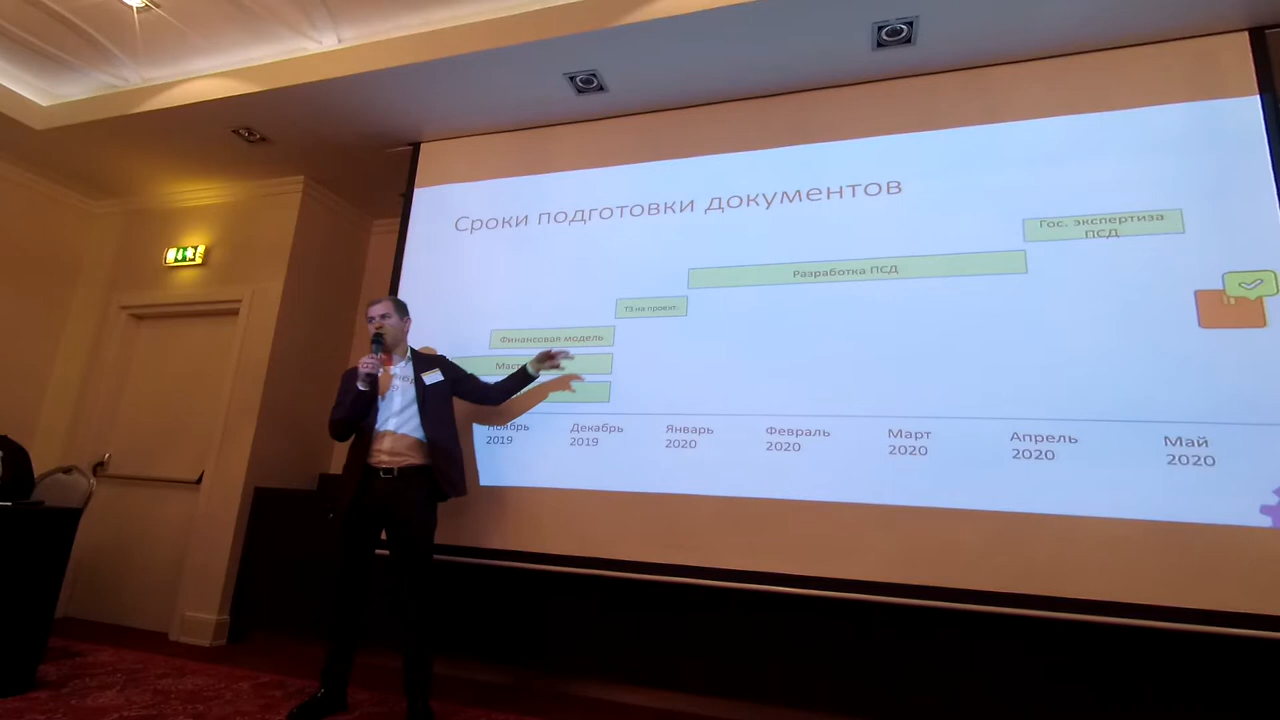 Сроки подготовки документов
Гос. экспертиза
ПСД
Разработка ПСД
ТЗ на проект.
Финансовая модель
Ноябрь
2019
Декабрь
2019
Январь
2020
Февраль
2020
Март
2020
Апрель
2020
Май
2020